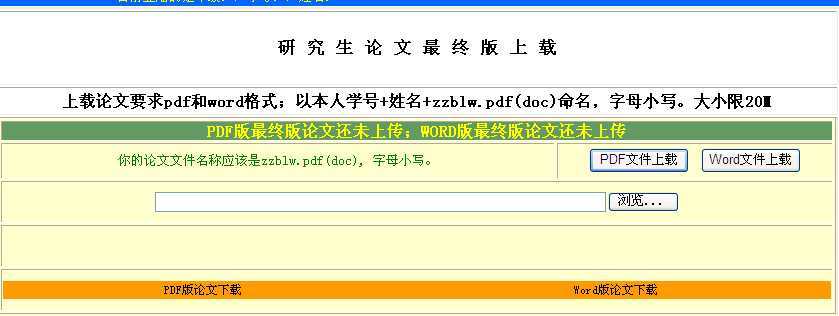 研究生论文最终版上载
上载论文要求pdf和word格式；以本人学号+姓名+zzblw.pdf(doc)命名，字母小写。大小限20M
PDF版最终版论文还未上传；WORD版最终版论文还未上传
你的论文文件名称应该是zzblw.pdf(doc)，字母小写。
PDF文件上载
Word文件上载
浏览...
PDF版论文下载
Word版论文下载